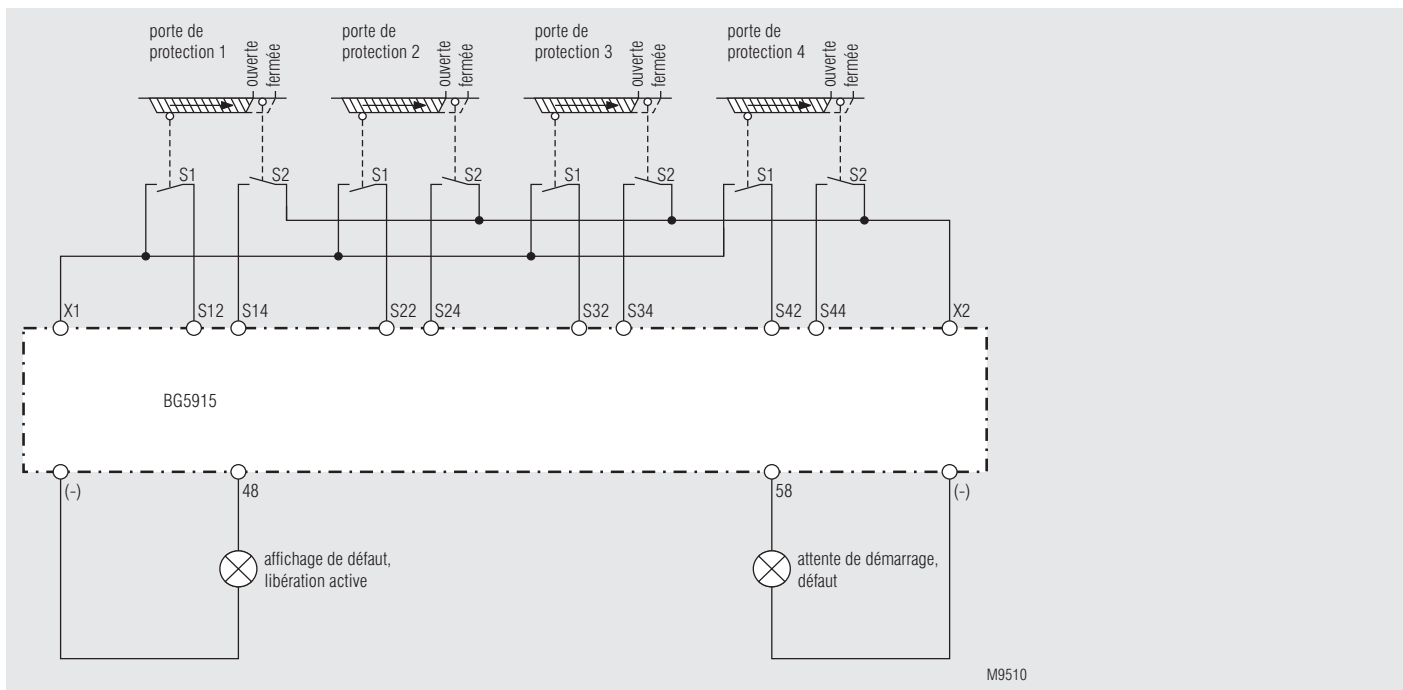 porte de
protection 1
ouverte
fermée
porte de
protection 2
ouverte
fermée
porte de
protection 3
ouverte
fermée
porte de
protection 4
ouverte
fermée
S1
S2
S1
S2
S1
S2
S1
S2
X1
S12
S14
S22
S24
S32
S34
S42
S44
X2
BG5915
(-)
48
58
(-)
affichage de défaut,
libération active
attente de démarrage,
défaut
M9510